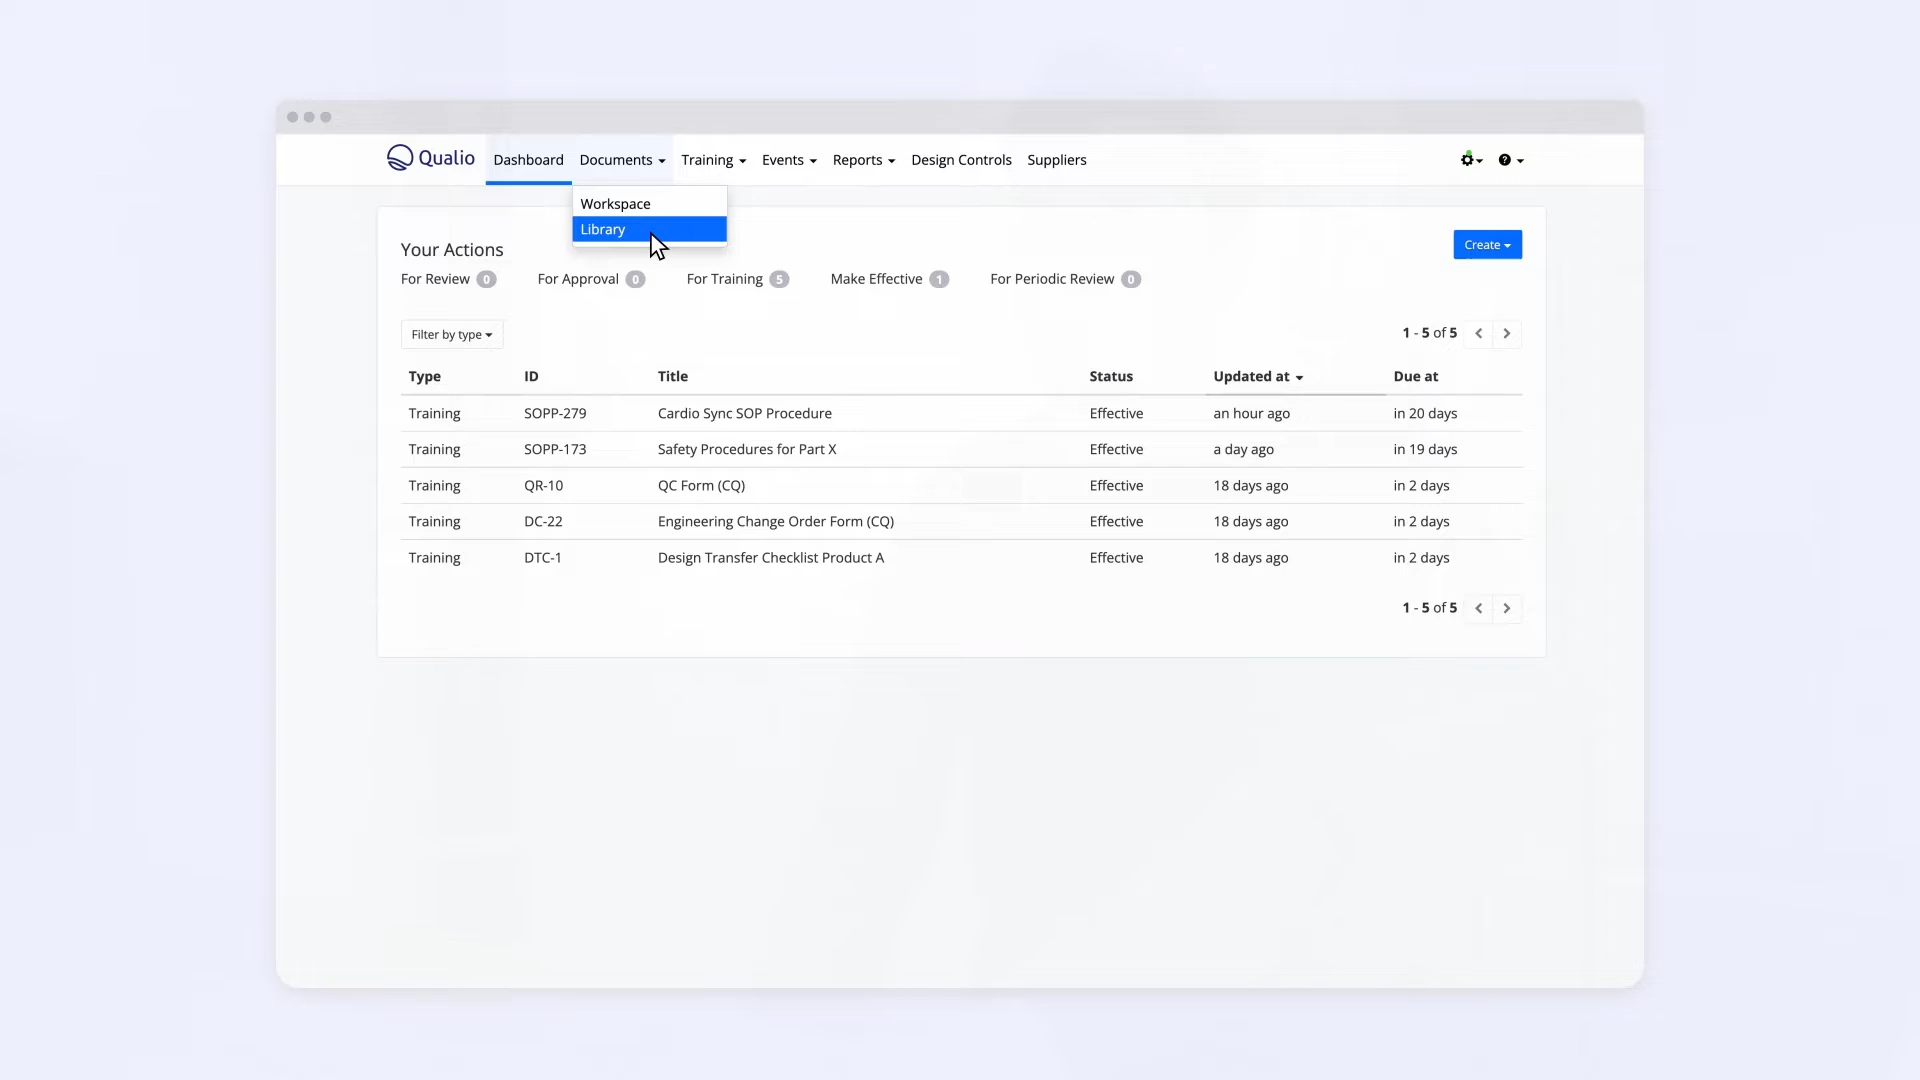 Qualio Dashboard Documents Training Events Reports Design Controls Suppliers
Workspace
Library
Your Actions
Create
For Review 0 For Approval 0 For Training 5 Make Effective 1 For Periodic Review 0
Filter by type
1 - 5 of 5
Type ID Title Status Updated at Due at
Training SOPP-279 Cardio Sync SOP Procedure Effective an hour ago in 20 days
Training SOPP-173 Safety Procedures for Part X Effective a day ago in 19 days
Training QR-10 QC Form (CQ) Effective 18 days ago in 2 days
Training DC-22 Engineering Change Order Form (CQ) Effective 18 days ago in 2 days
Training DTC-1 Design Transfer Checklist Product A Effective 18 days ago in 2 days
1 - 5 of 5